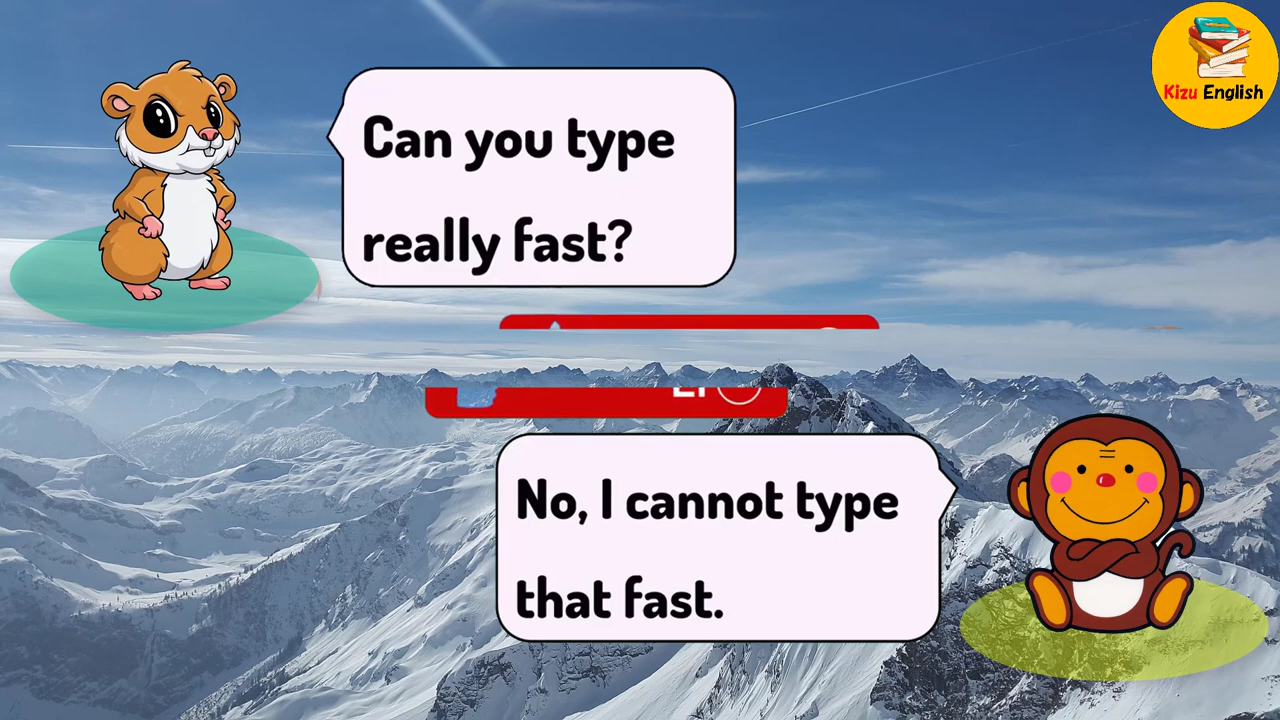 Kizu English
Can you type
really fast?
No, I cannot type
that fast.